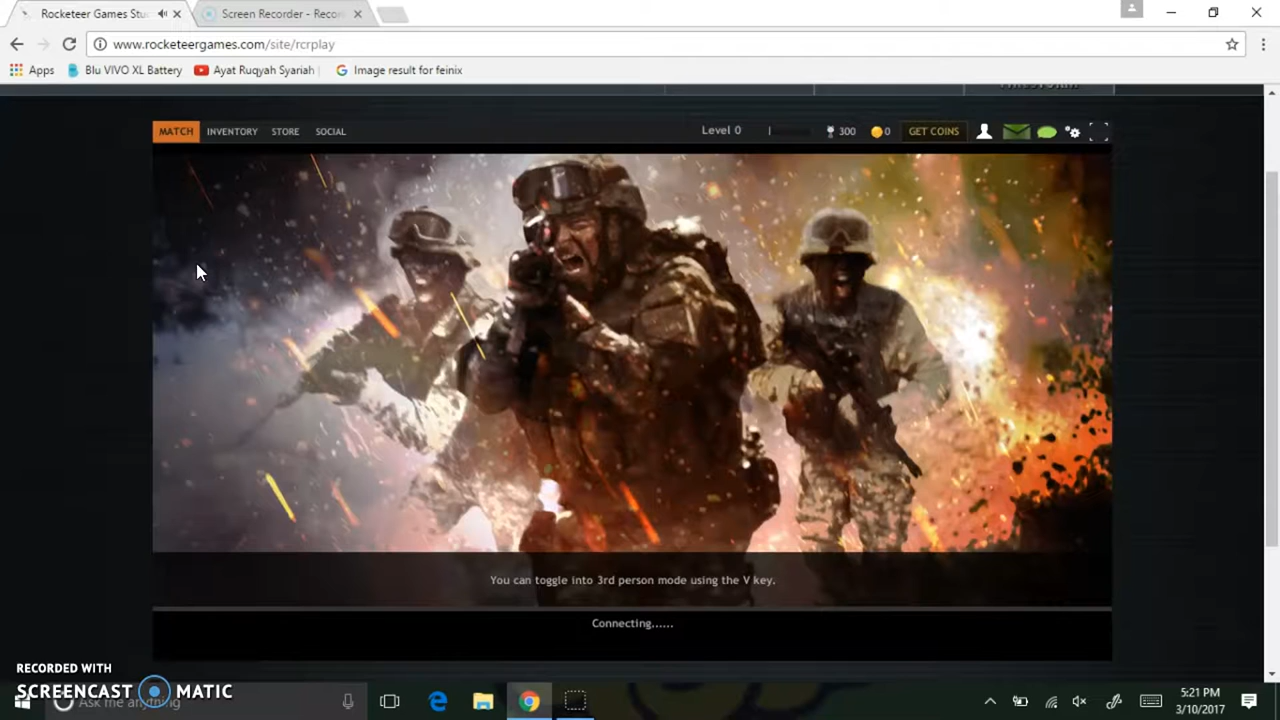 Rocketeer Games Stu
Screen Recorder - Recor
www.rocketeergames.com/site/rcrplay
Apps
Blu VIVO XL Battery
Ayat Ruqyah Syariah
Image result for feinix
MATCH
INVENTORY
STORE
SOCIAL
Level 0
300
0
GET COINS
You can toggle into 3rd person mode using the V key.
Connecting......
RECORDED WITH
SCREENCAST MATIC
Ask me anything
5:21 PM
3/10/2017